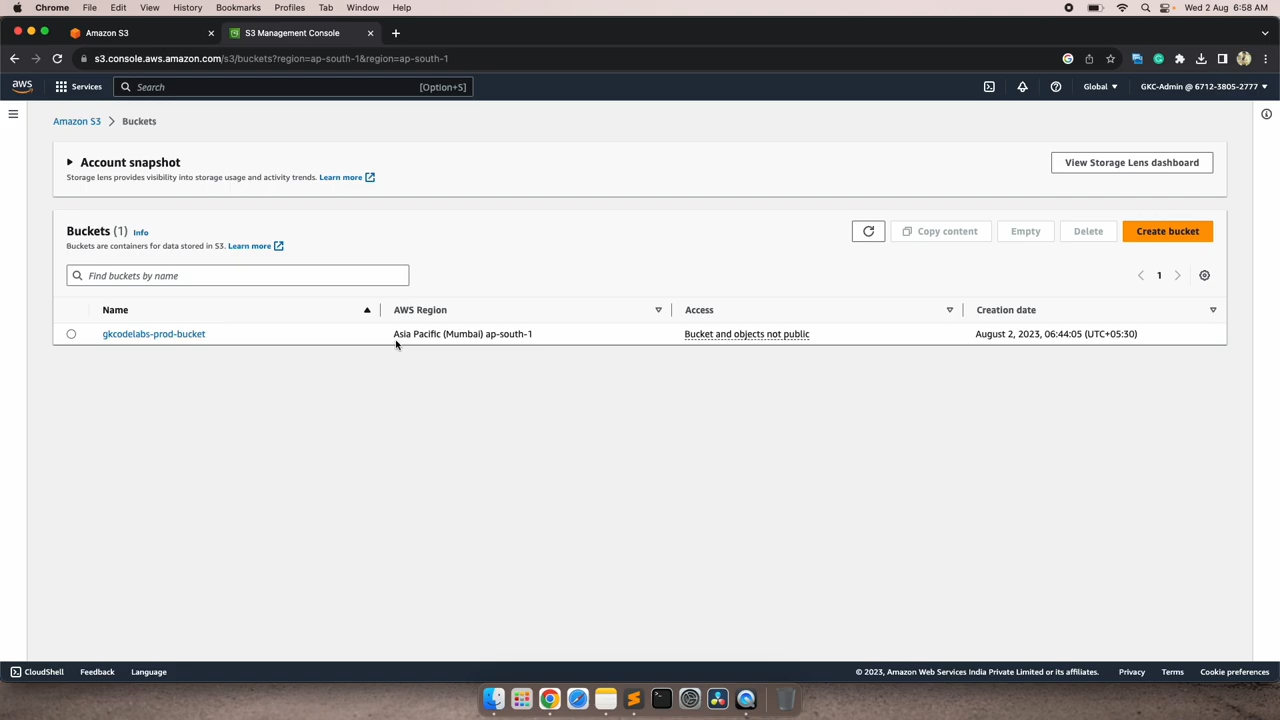 Chrome File Edit View History Bookmarks Profiles Tab Window Help Wed 2 Aug 6:58 AM
Amazon S3 S3 Management Console
s3.console.aws.amazon.com/s3/buckets?region=ap-south-1&region=ap-south-1
aws Services Search [Option+S] Global GKC-Admin @ 6712-3805-2777
Amazon S3 > Buckets
Account snapshot View Storage Lens dashboard
Storage lens provides visibility into storage usage and activity trends. Learn more
Buckets (1) Info Copy content Empty Delete Create bucket
Buckets are containers for data stored in S3. Learn more
Find buckets by name 1
Name AWS Region Access Creation date
gkcodelabs-prod-bucket Asia Pacific (Mumbai) ap-south-1 Bucket and objects not public August 2, 2023, 06:44:05 (UTC+05:30)
CloudShell Feedback Language © 2023, Amazon Web Services India Private Limited or its affiliates. Privacy Terms Cookie preferences